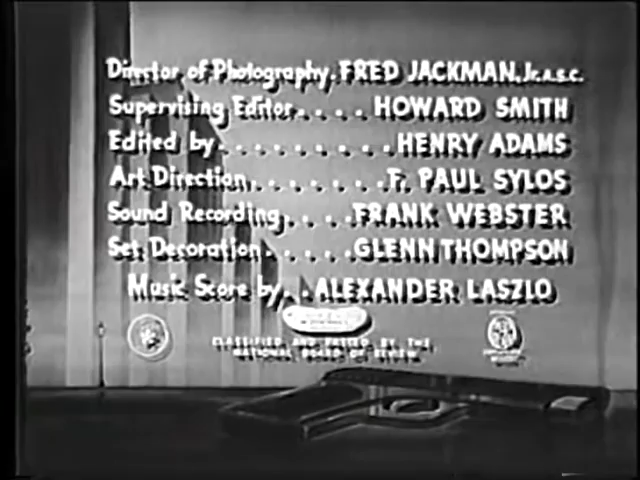 Director of Photography. FRED JACKMAN, Jr. A.S.C.
Supervising Editor.... HOWARD SMITH
Edited by.......... HENRY ADAMS
Art Direction....... F. PAUL SYLOS
Sound Recording.... FRANK WEBSTER
Set Decoration..... GLENN THOMPSON
Music Score by... ALEXANDER LASZLO
CLASSIFIED AND PASSED BY THE
NATIONAL BOARD OF REVIEW